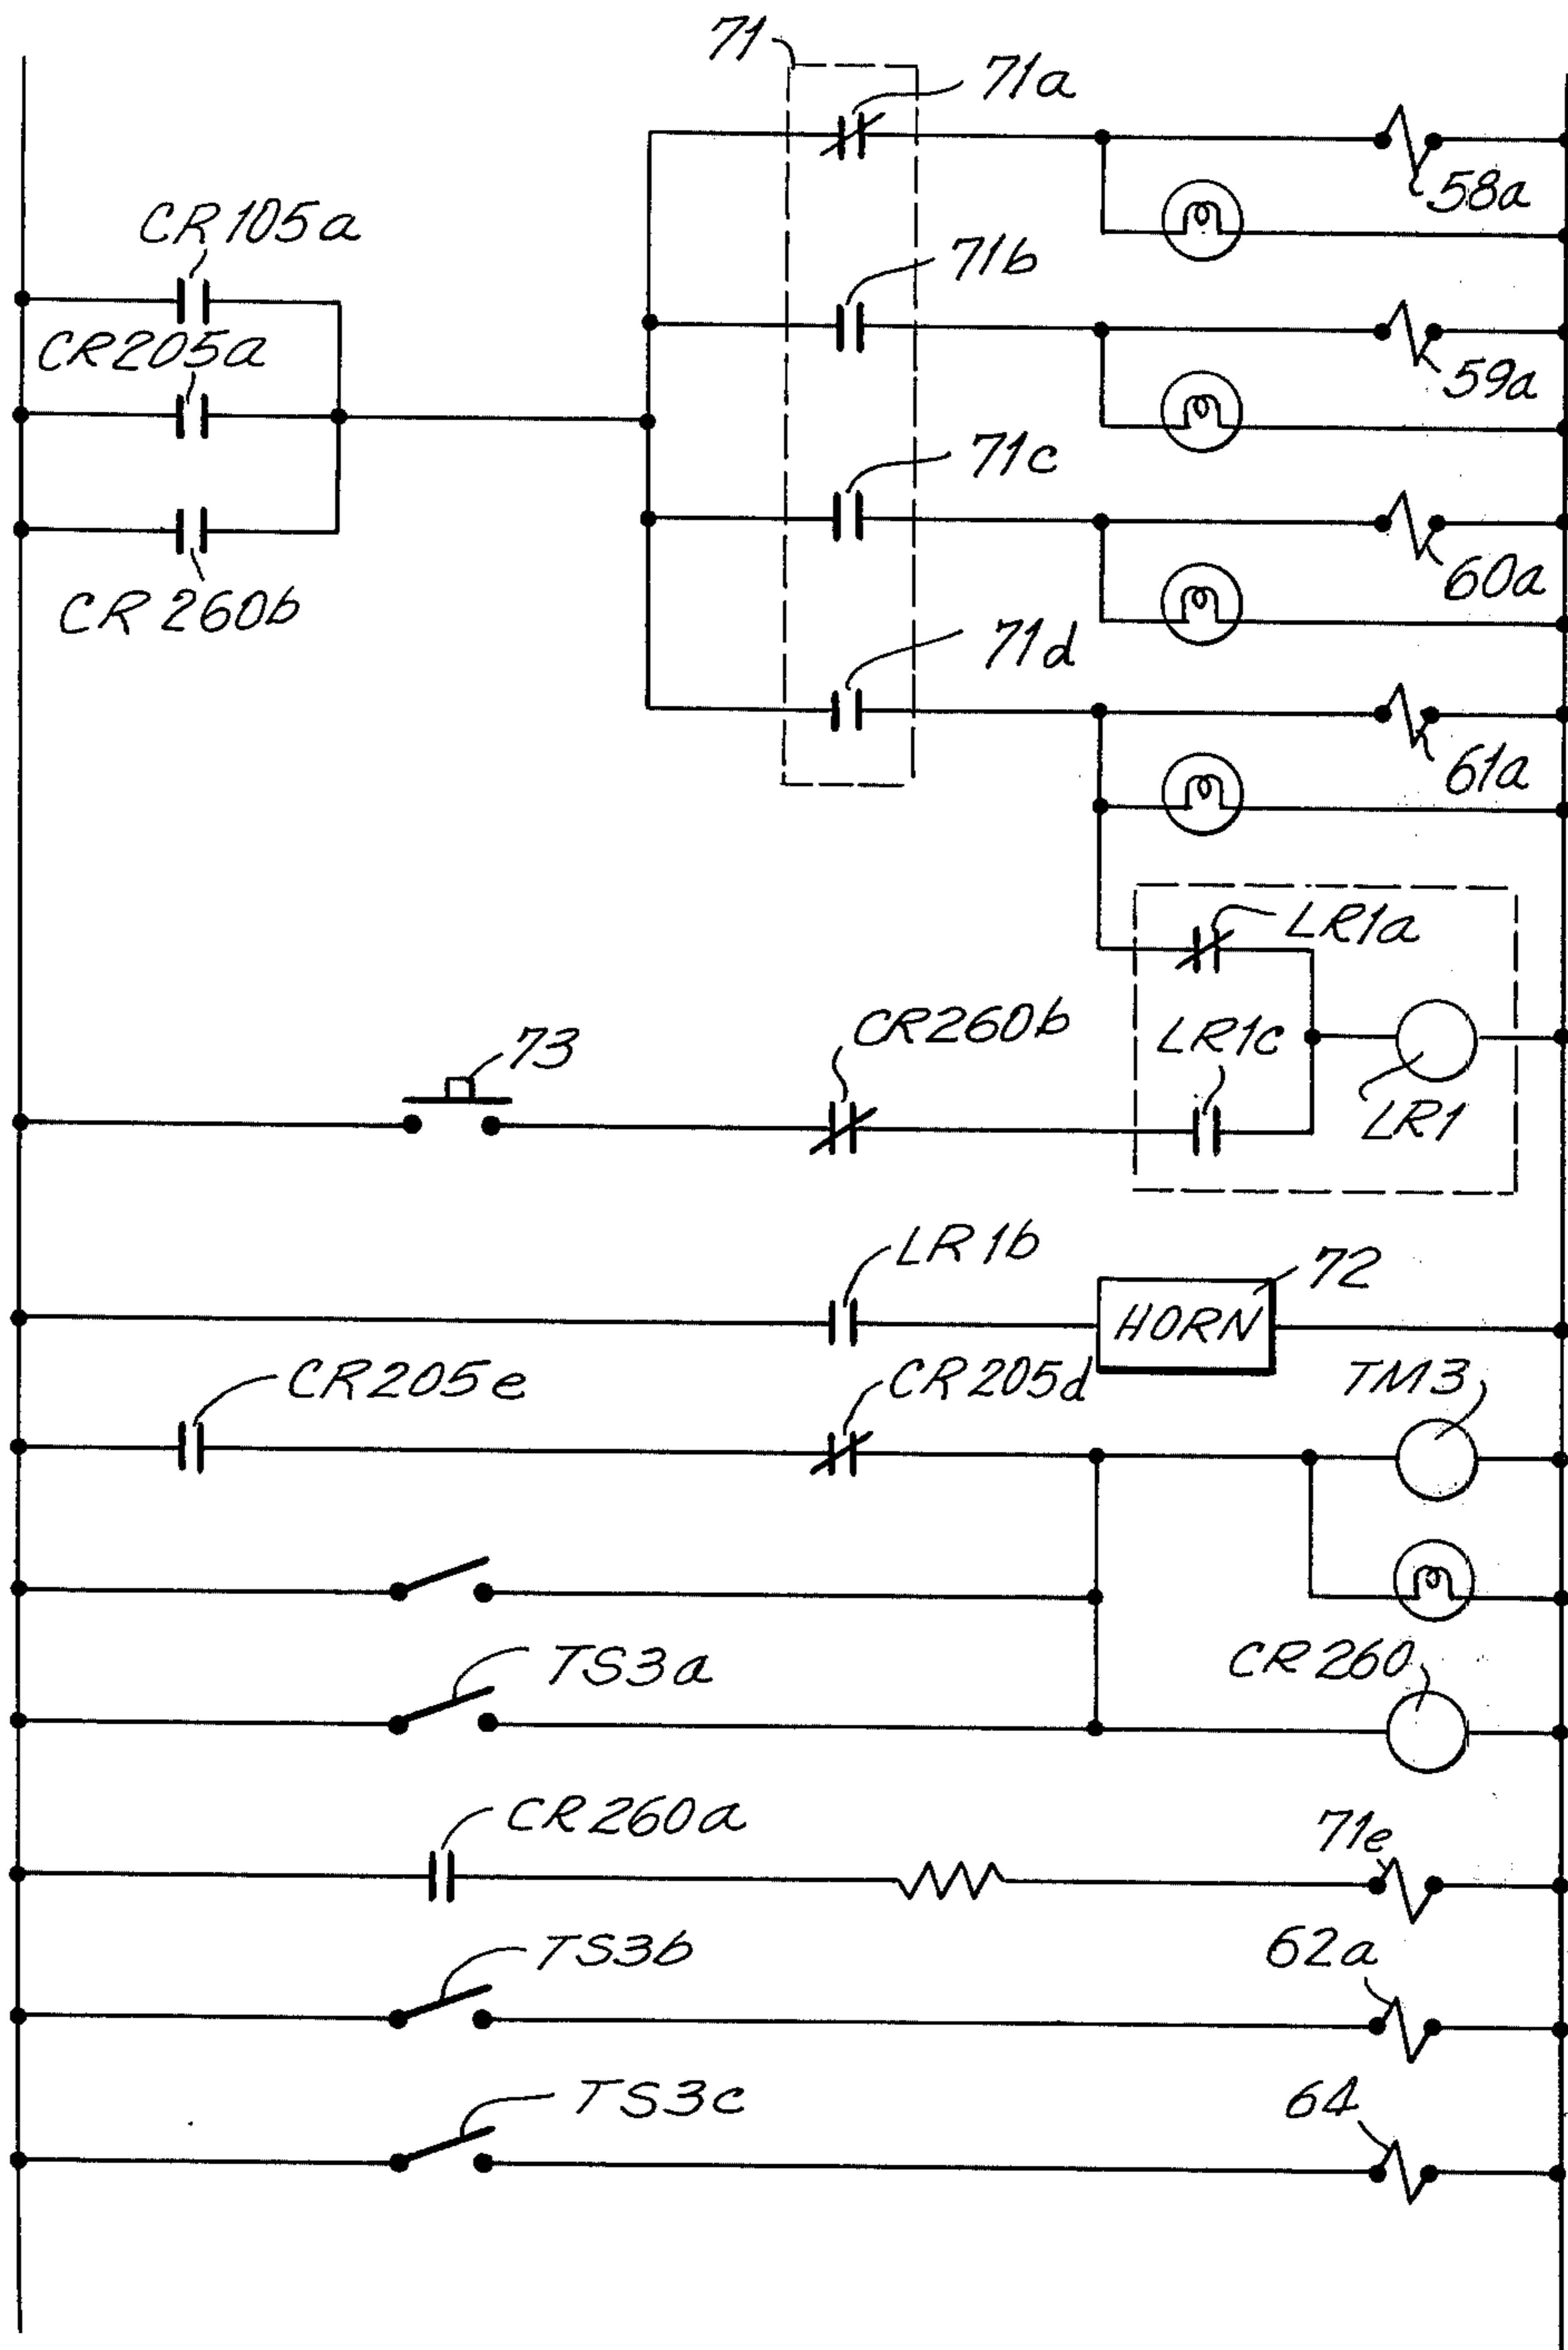 71
71a
58a
CR105a
71b
CR205a
59a
71c
60a
CR260b
71d
61a
LR1a
73
CR260b
LR1c
LR1
LR1b
72
HORN
CR205e
CR205d
TM3
TS3a
CR260
CR260a
71e
TS3b
62a
TS3c
64